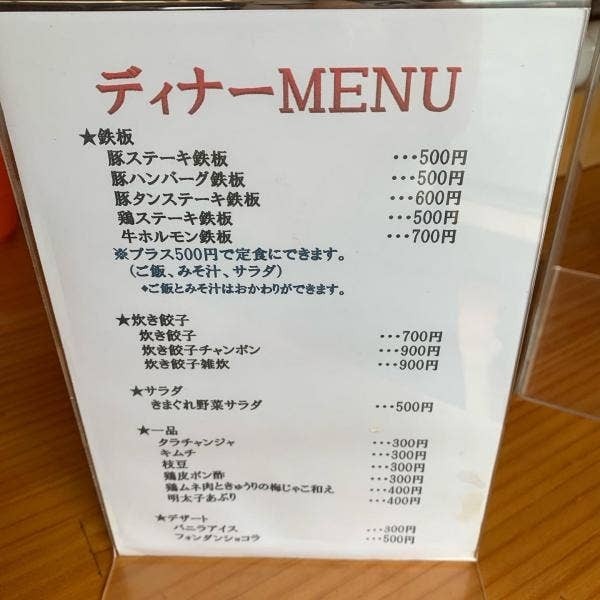 ディナーMENU
★鉄板
豚ステーキ鉄板 ・・・500円
豚ハンバーグ鉄板 ・・・500円
豚タンステーキ鉄板 ・・・600円
鶏ステーキ鉄板 ・・・500円
牛ホルモン鉄板 ・・・700円
※プラス500円で定食にできます。
（ご飯、みそ汁、サラダ）
*ご飯とみそ汁はおかわりができます。
★炊き餃子
炊き餃子 ・・・700円
炊き餃子チャンポン ・・・900円
炊き餃子雑炊 ・・・900円
★サラダ
きまぐれ野菜サラダ ・・・500円
★一品
タラチャンジャ ・・・300円
キムチ ・・・300円
枝豆 ・・・300円
鶏皮ポン酢 ・・・300円
鶏ムネ肉ときゅうりの梅じゃこ和え ・・・400円
明太子あぶり ・・・400円
★デザート
バニラアイス ・・・300円
フォンダンショコラ ・・・500円